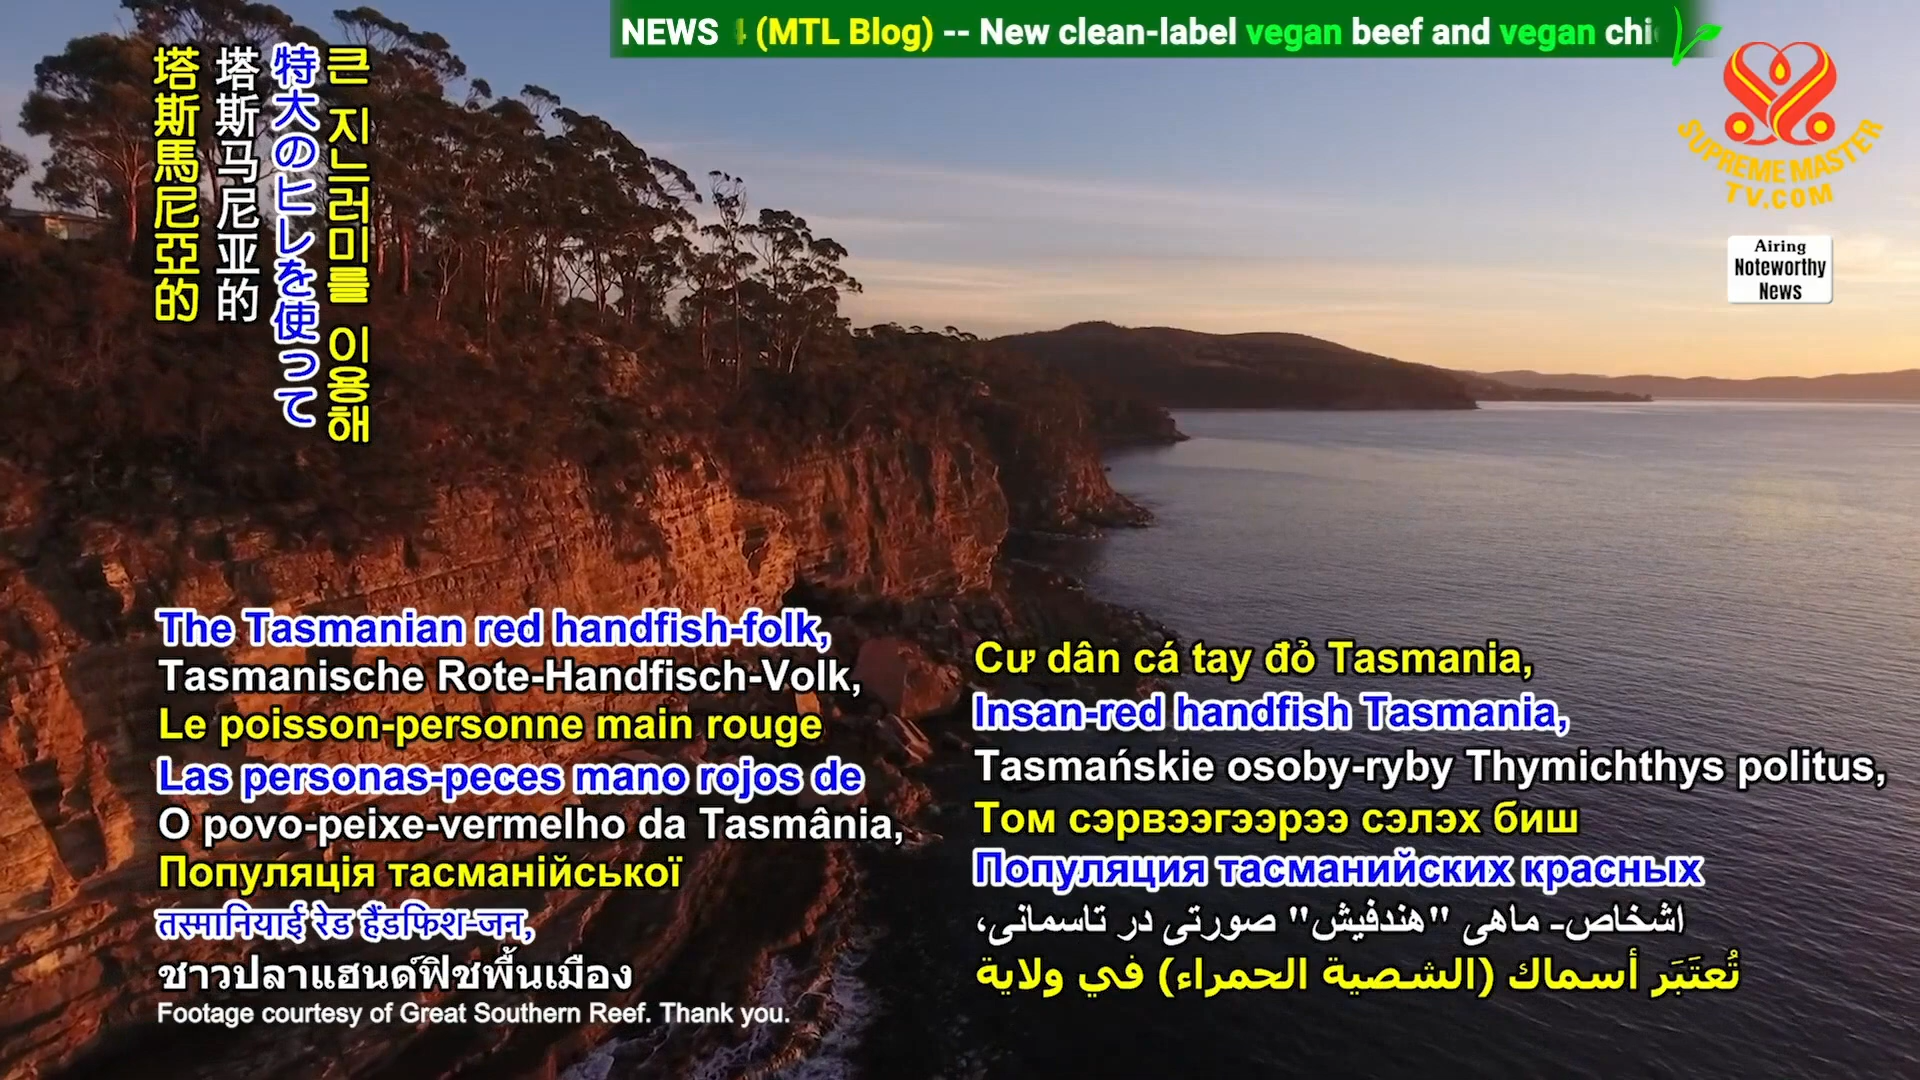 NEWS (MTL Blog) -- New clean-label vegan beef and vegan
SUPREME MASTER
TV.COM
Airing
Noteworthy
News
塔斯馬尼亞的
塔斯马尼亚的
特大のヒレを使って
큰 지느러미를 이용해
The Tasmanian red handfish-folk,
Tasmanische Rote-Handfisch-Volk,
Le poisson-personne main rouge
Las personas-peces mano rojos de
O povo-peixe-vermelho da Tasmânia,
Популяція тасманійської
तस्मानियाई रेड हैंडफिश-जन,
ชาวปลาแฮนด์ฟิชพื้นเมือง
Footage courtesy of Great Southern Reef. Thank you.
Cư dân cá tay đỏ Tasmania,
Insan-red handfish Tasmania,
Tasmańskie osoby-ryby Thymichthys politus,
Том сэрвээгээрээ сэлэх биш
Популяция тасманийских красных
اشخاص- ماهی "هندفیش" صورتی در تاسمانی،
تُعتَبَر أسماك (الشصية الحمراء) في ولاية